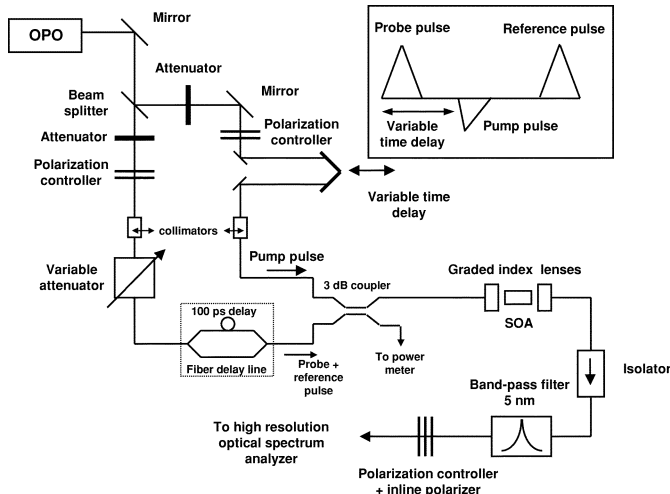 OPO
Mirror
Attenuator
Beam
splitter
Mirror
Attenuator
Polarization
controller
Polarization
controller
Probe pulse
Reference pulse
Variable
time delay
Pump pulse
Variable time
delay
collimators
Variable
attenuator
Pump pulse
3 dB coupler
Graded index lenses
SOA
100 ps delay
Fiber delay line
Probe +
reference
pulse
To power
meter
Isolator
Band-pass filter
5 nm
To high resolution
optical spectrum
analyzer
Polarization controller
+ inline polarizer